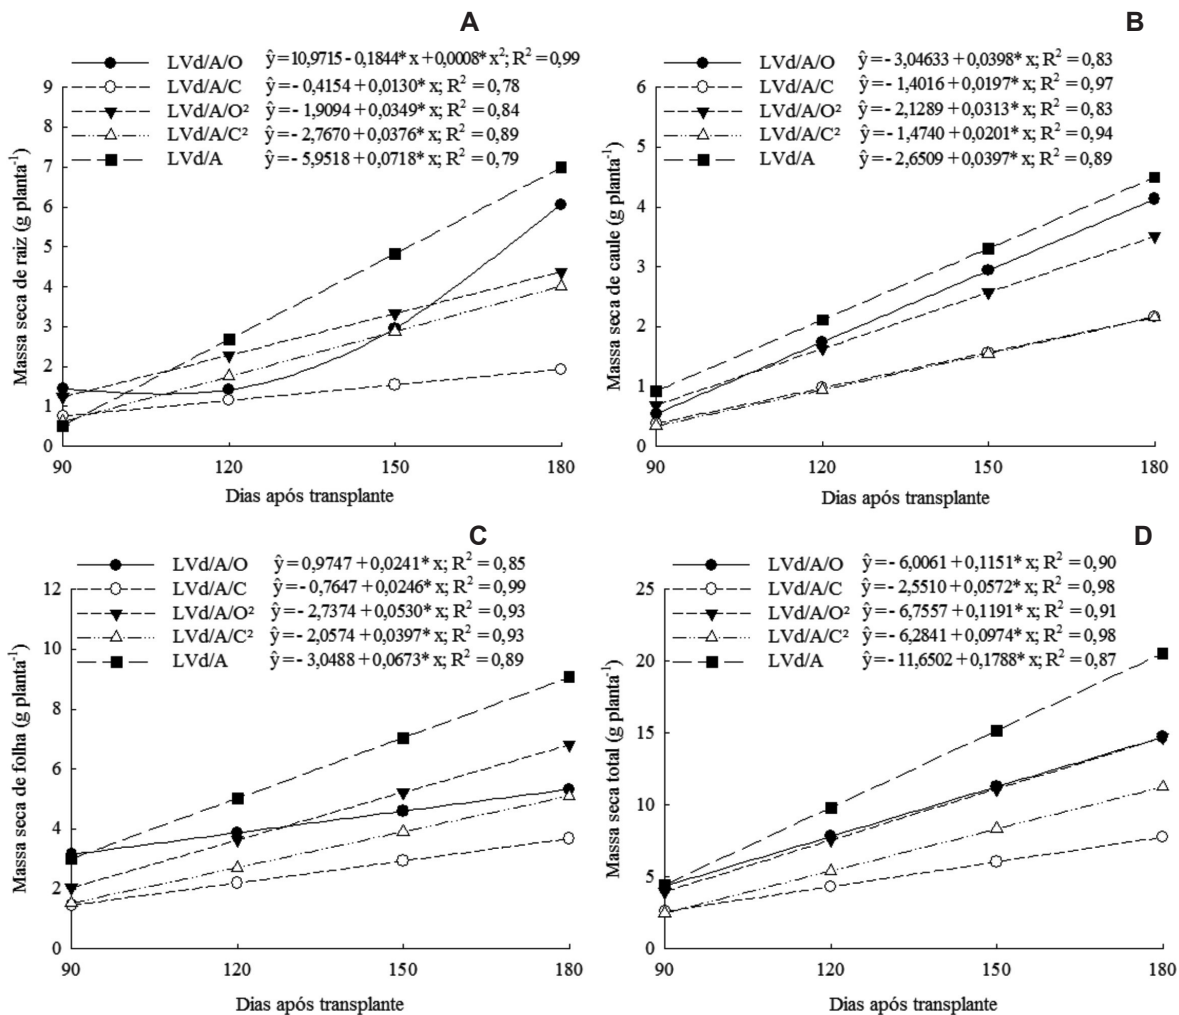 A
LVd/A/O ŷ = 10,9715 - 0,1844* x + 0,0008* x²; R² = 0,99
LVd/A/C ŷ = - 0,4154 + 0,0130* x; R² = 0,78
LVd/A/O² ŷ = - 1,9094 + 0,0349* x; R² = 0,84
LVd/A/C² ŷ = - 2,7670 + 0,0376* x; R² = 0,89
LVd/A ŷ = - 5,9518 + 0,0718* x; R² = 0,79
Massa seca de raiz (g planta⁻¹)
9
8
7
6
5
4
3
2
1
0
90 120 150 180
Dias após transplante
B
LVd/A/O ŷ = - 3,04633 + 0,0398* x; R² = 0,83
LVd/A/C ŷ = - 1,4016 + 0,0197* x; R² = 0,97
LVd/A/O² ŷ = - 2,1289 + 0,0313* x; R² = 0,83
LVd/A/C² ŷ = - 1,4740 + 0,0201* x; R² = 0,94
LVd/A ŷ = - 2,6509 + 0,0397* x; R² = 0,89
Massa seca de caule (g planta⁻¹)
6
5
4
3
2
1
0
90 120 150 180
Dias após transplante
C
LVd/A/O ŷ = 0,9747 + 0,0241* x; R² = 0,85
LVd/A/C ŷ = - 0,7647 + 0,0246* x; R² = 0,99
LVd/A/O² ŷ = - 2,7374 + 0,0530* x; R² = 0,93
LVd/A/C² ŷ = - 2,0574 + 0,0397* x; R² = 0,93
LVd/A ŷ = - 3,0488 + 0,0673* x; R² = 0,89
Massa seca de folha (g planta⁻¹)
12
10
8
6
4
2
0
90 120 150 180
Dias após transplante
D
LVd/A/O ŷ = - 6,0061 + 0,1151* x; R² = 0,90
LVd/A/C ŷ = - 2,5510 + 0,0572* x; R² = 0,98
LVd/A/O² ŷ = - 6,7557 + 0,1191* x; R² = 0,91
LVd/A/C² ŷ = - 6,2841 + 0,0974* x; R² = 0,98
LVd/A ŷ = - 11,6502 + 0,1788* x; R² = 0,87
Massa seca total (g planta⁻¹)
25
20
15
10
5
0
90 120 150 180
Dias após transplante